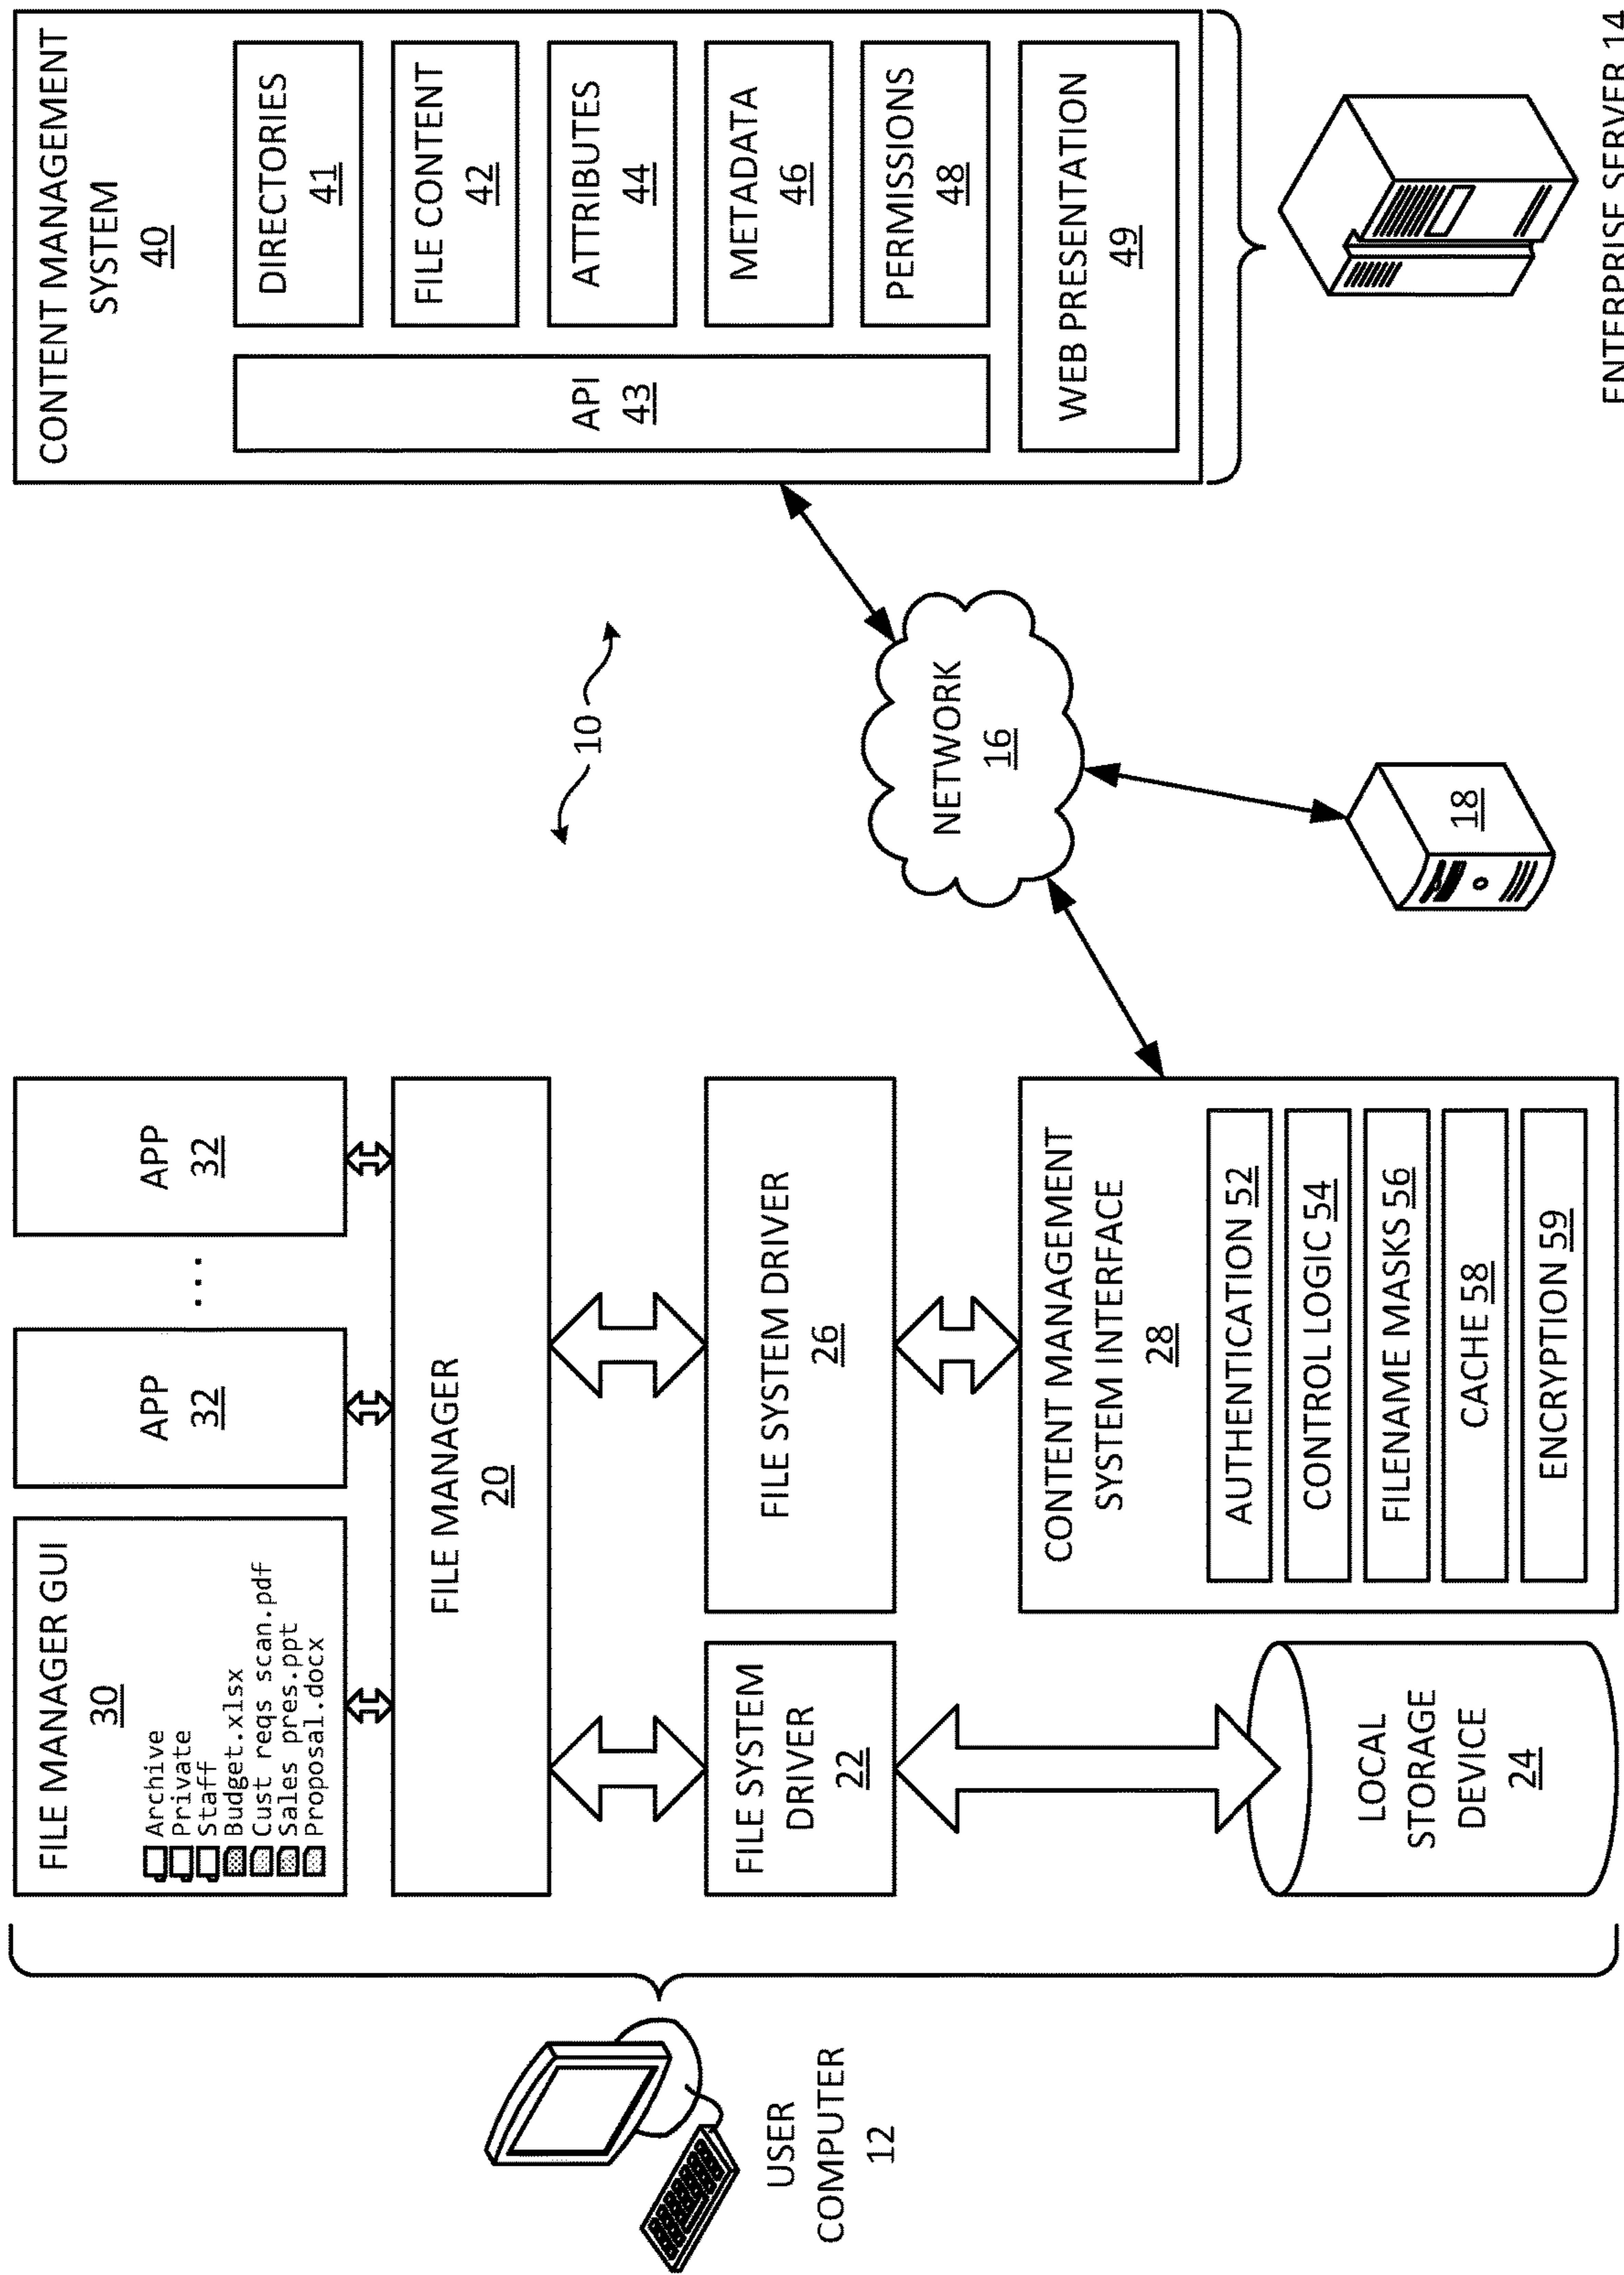 USER
COMPUTER
12
FILE MANAGER GUI
30
Archive
Private
Staff
Budget.xlsx
Cust reqs scan.pdf
Sales pres.ppt
Proposal.docx
APP
32
...
APP
32
FILE MANAGER
20
FILE SYSTEM
DRIVER
22
FILE SYSTEM DRIVER
26
LOCAL
STORAGE
DEVICE
24
CONTENT MANAGEMENT
SYSTEM INTERFACE
28
AUTHENTICATION 52
CONTROL LOGIC 54
FILENAME MASKS 56
CACHE 58
ENCRYPTION 59
10
NETWORK
16
18
CONTENT MANAGEMENT
SYSTEM
40
API
43
DIRECTORIES
41
FILE CONTENT
42
ATTRIBUTES
44
METADATA
46
PERMISSIONS
48
WEB PRESENTATION
49
ENTERPRISE SERVER 14